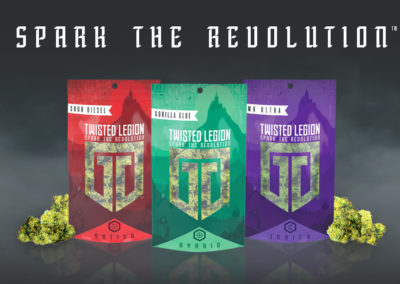 SPARK THE REVOLUTION™
SOUR DIESEL
TWISTED LEGION
SPARK THE REVOLUTION
SATIVA
GORILLA GLUE
TWISTED LEGION
SPARK THE REVOLUTION
HYBRID
ULTRA
TWISTED LEGION
SPARK THE REVOLUTION
INDICA